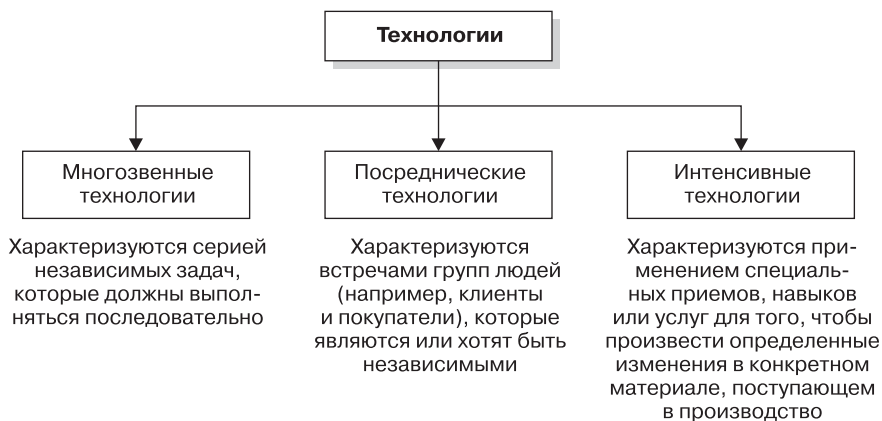 Технологии
Многозвенные
технологии
Характеризуются серией
независимых задач,
которые должны выпол-
няться последовательно
Посреднические
технологии
Характеризуются
встречами групп людей
(например, клиенты
и покупатели), которые
являются или хотят быть
независимыми
Интенсивные
технологии
Характеризуются при-
менением специаль-
ных приемов, навыков
или услуг для того, чтобы
произвести определенные
изменения в конкретном
материале, поступающем
в производство